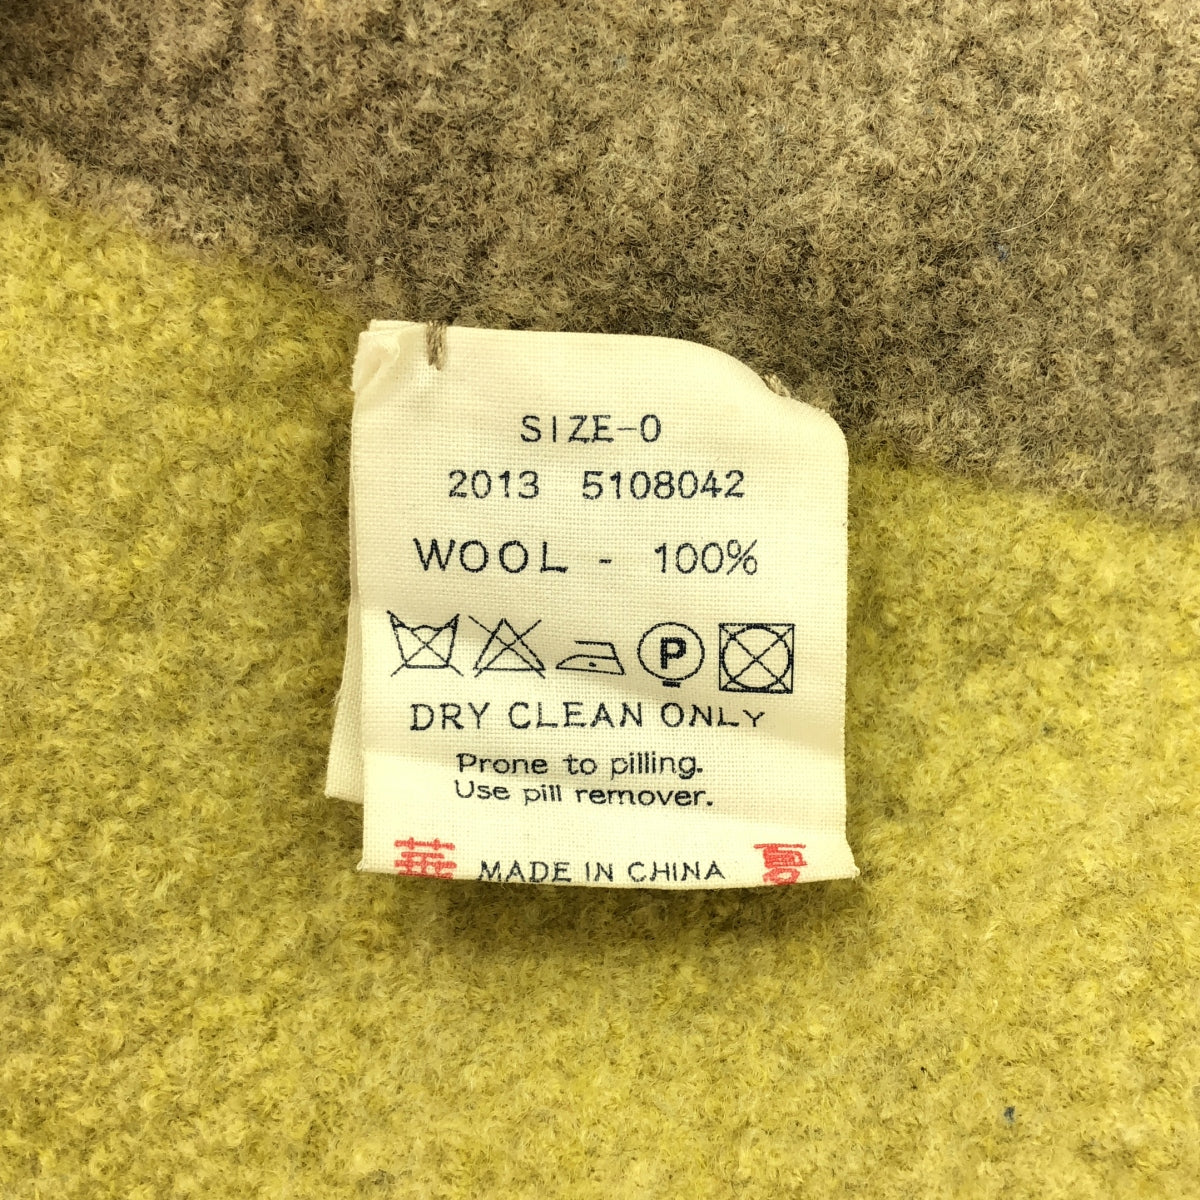 SIZE-0
2013 5108042
WOOL - 100%
P
DRY CLEAN ONLY
Prone to pilling.
Use pill remover.
MADE IN CHINA